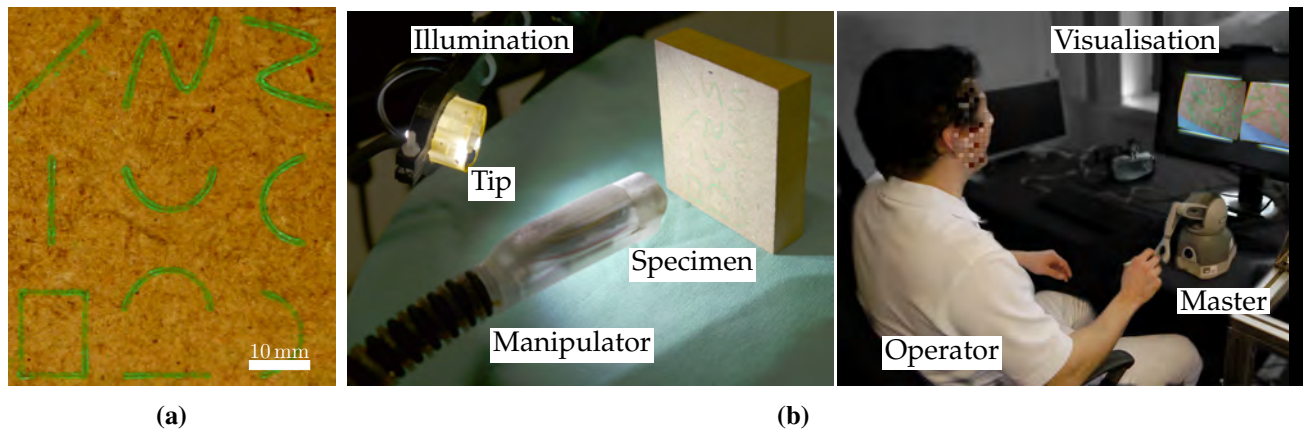 Illumination
Visualisation
Tip
Specimen
Manipulator
Master
Operator
10 mm
(a)
(b)